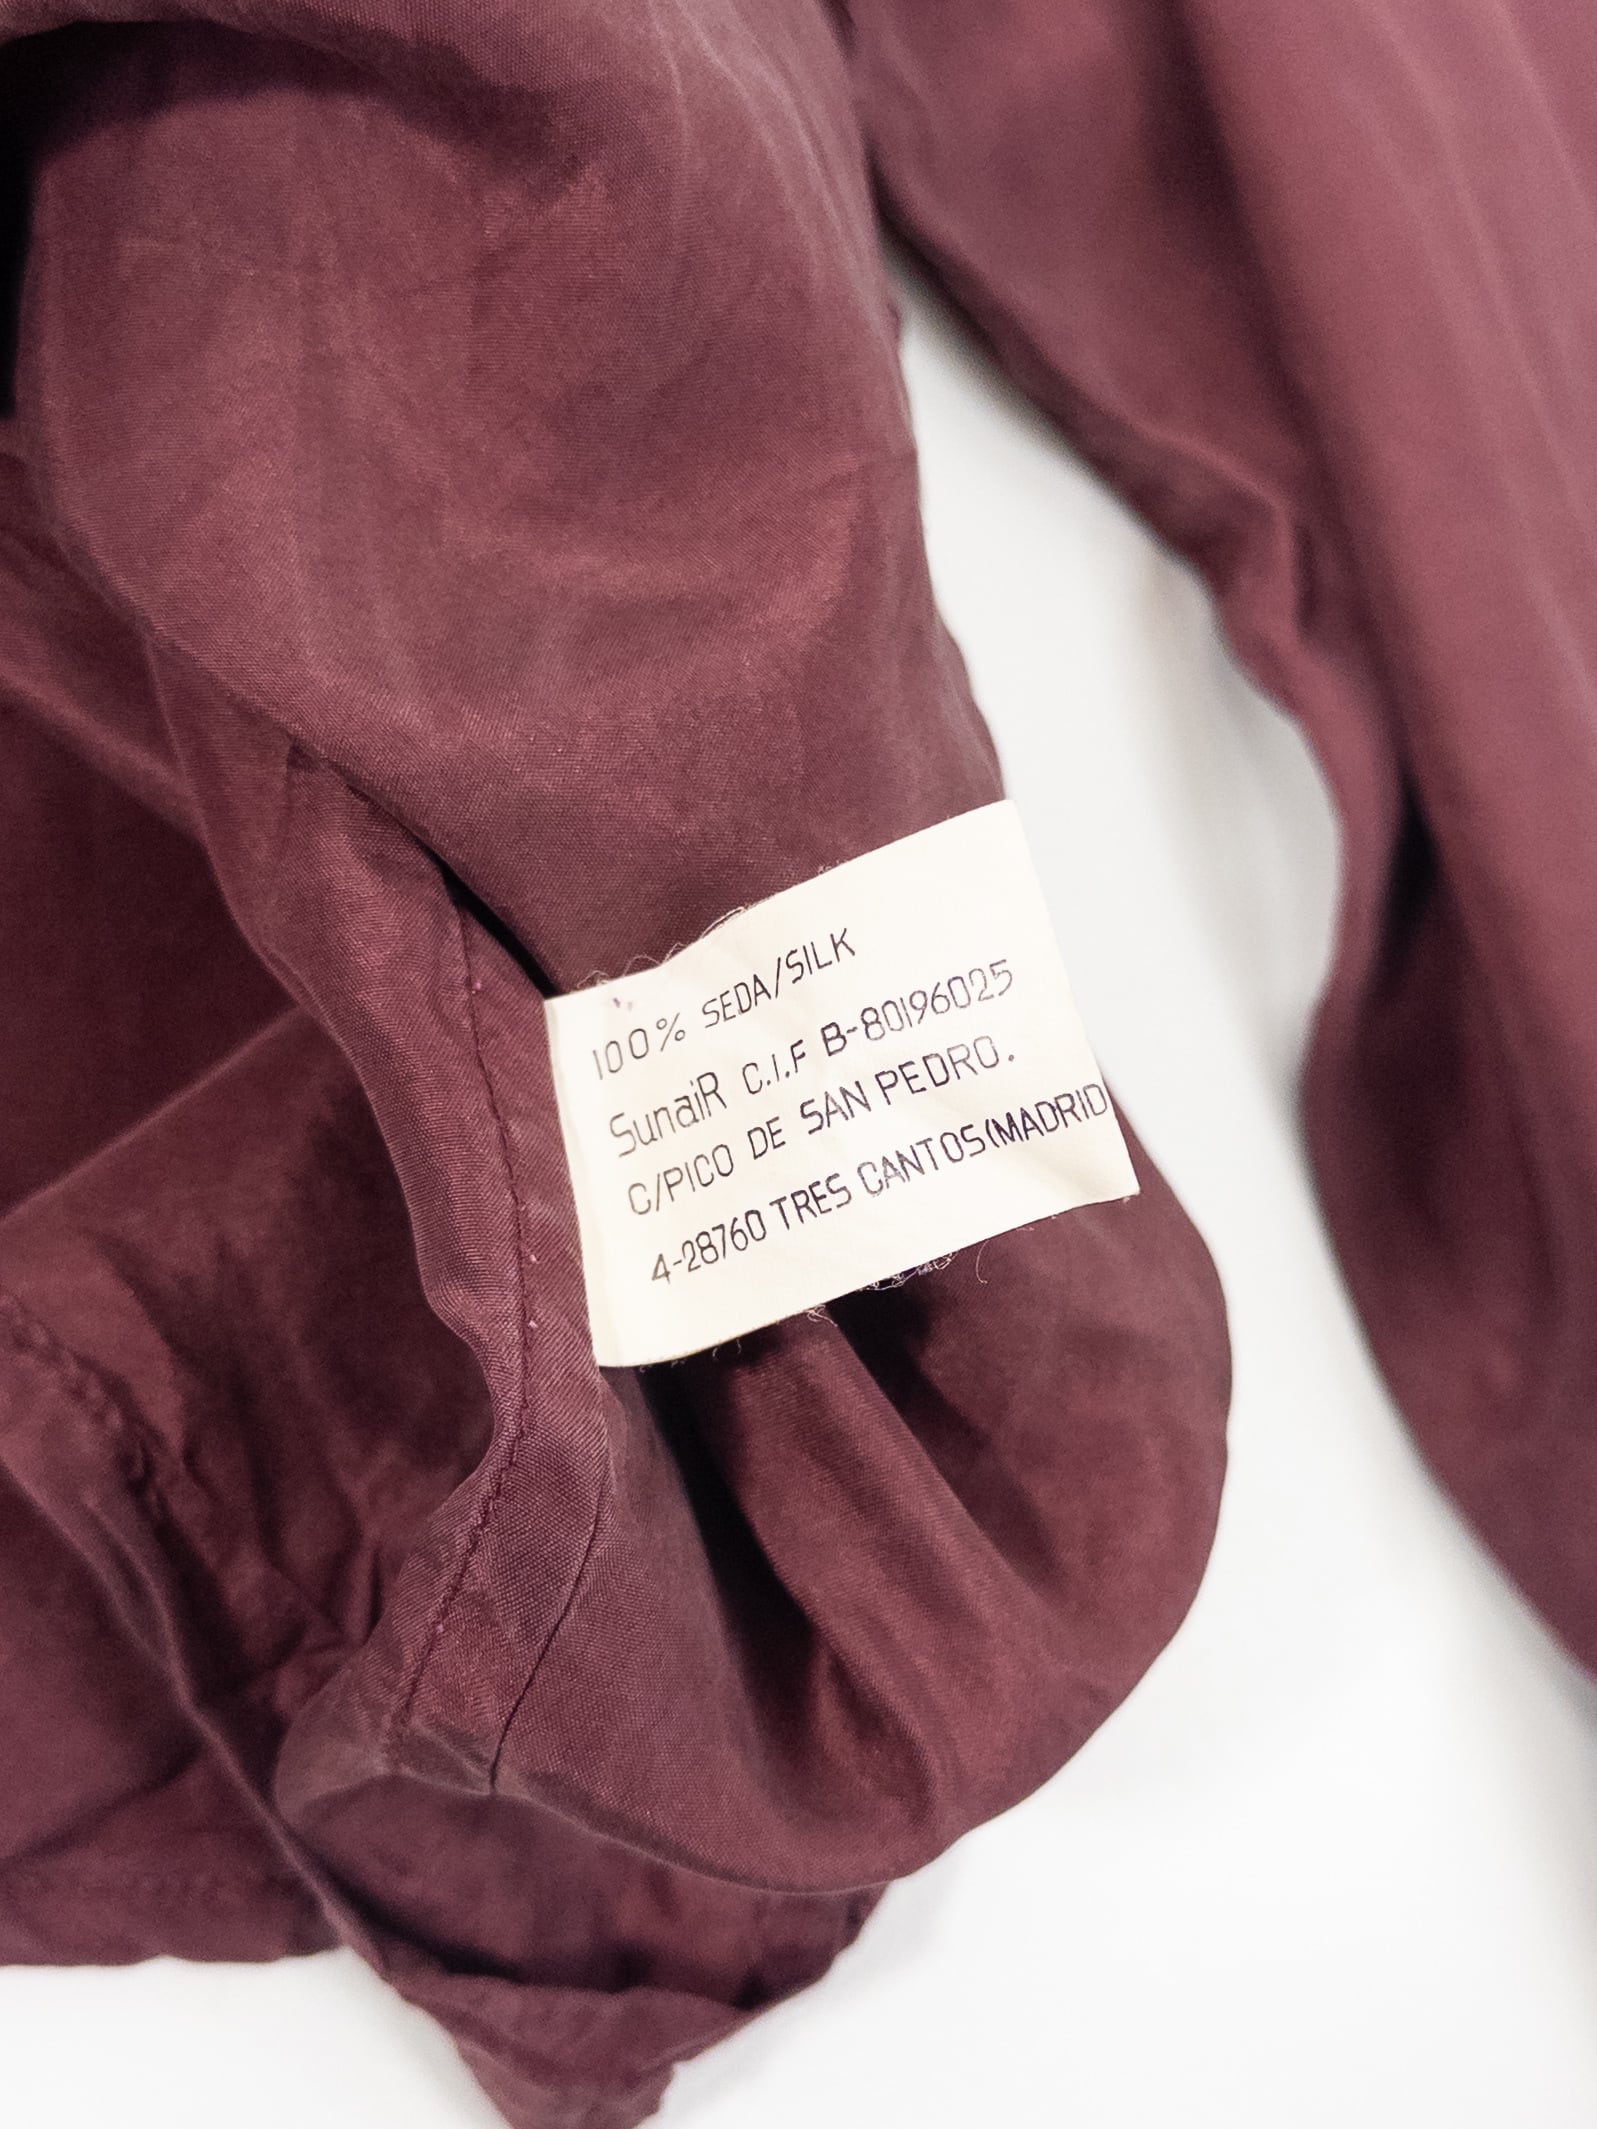 100% SEDA/SILK
SunaiR C.I.F B-80196025
C/PICO DE SAN PEDRO.
4-28760 TRES CANTOS(MADRID